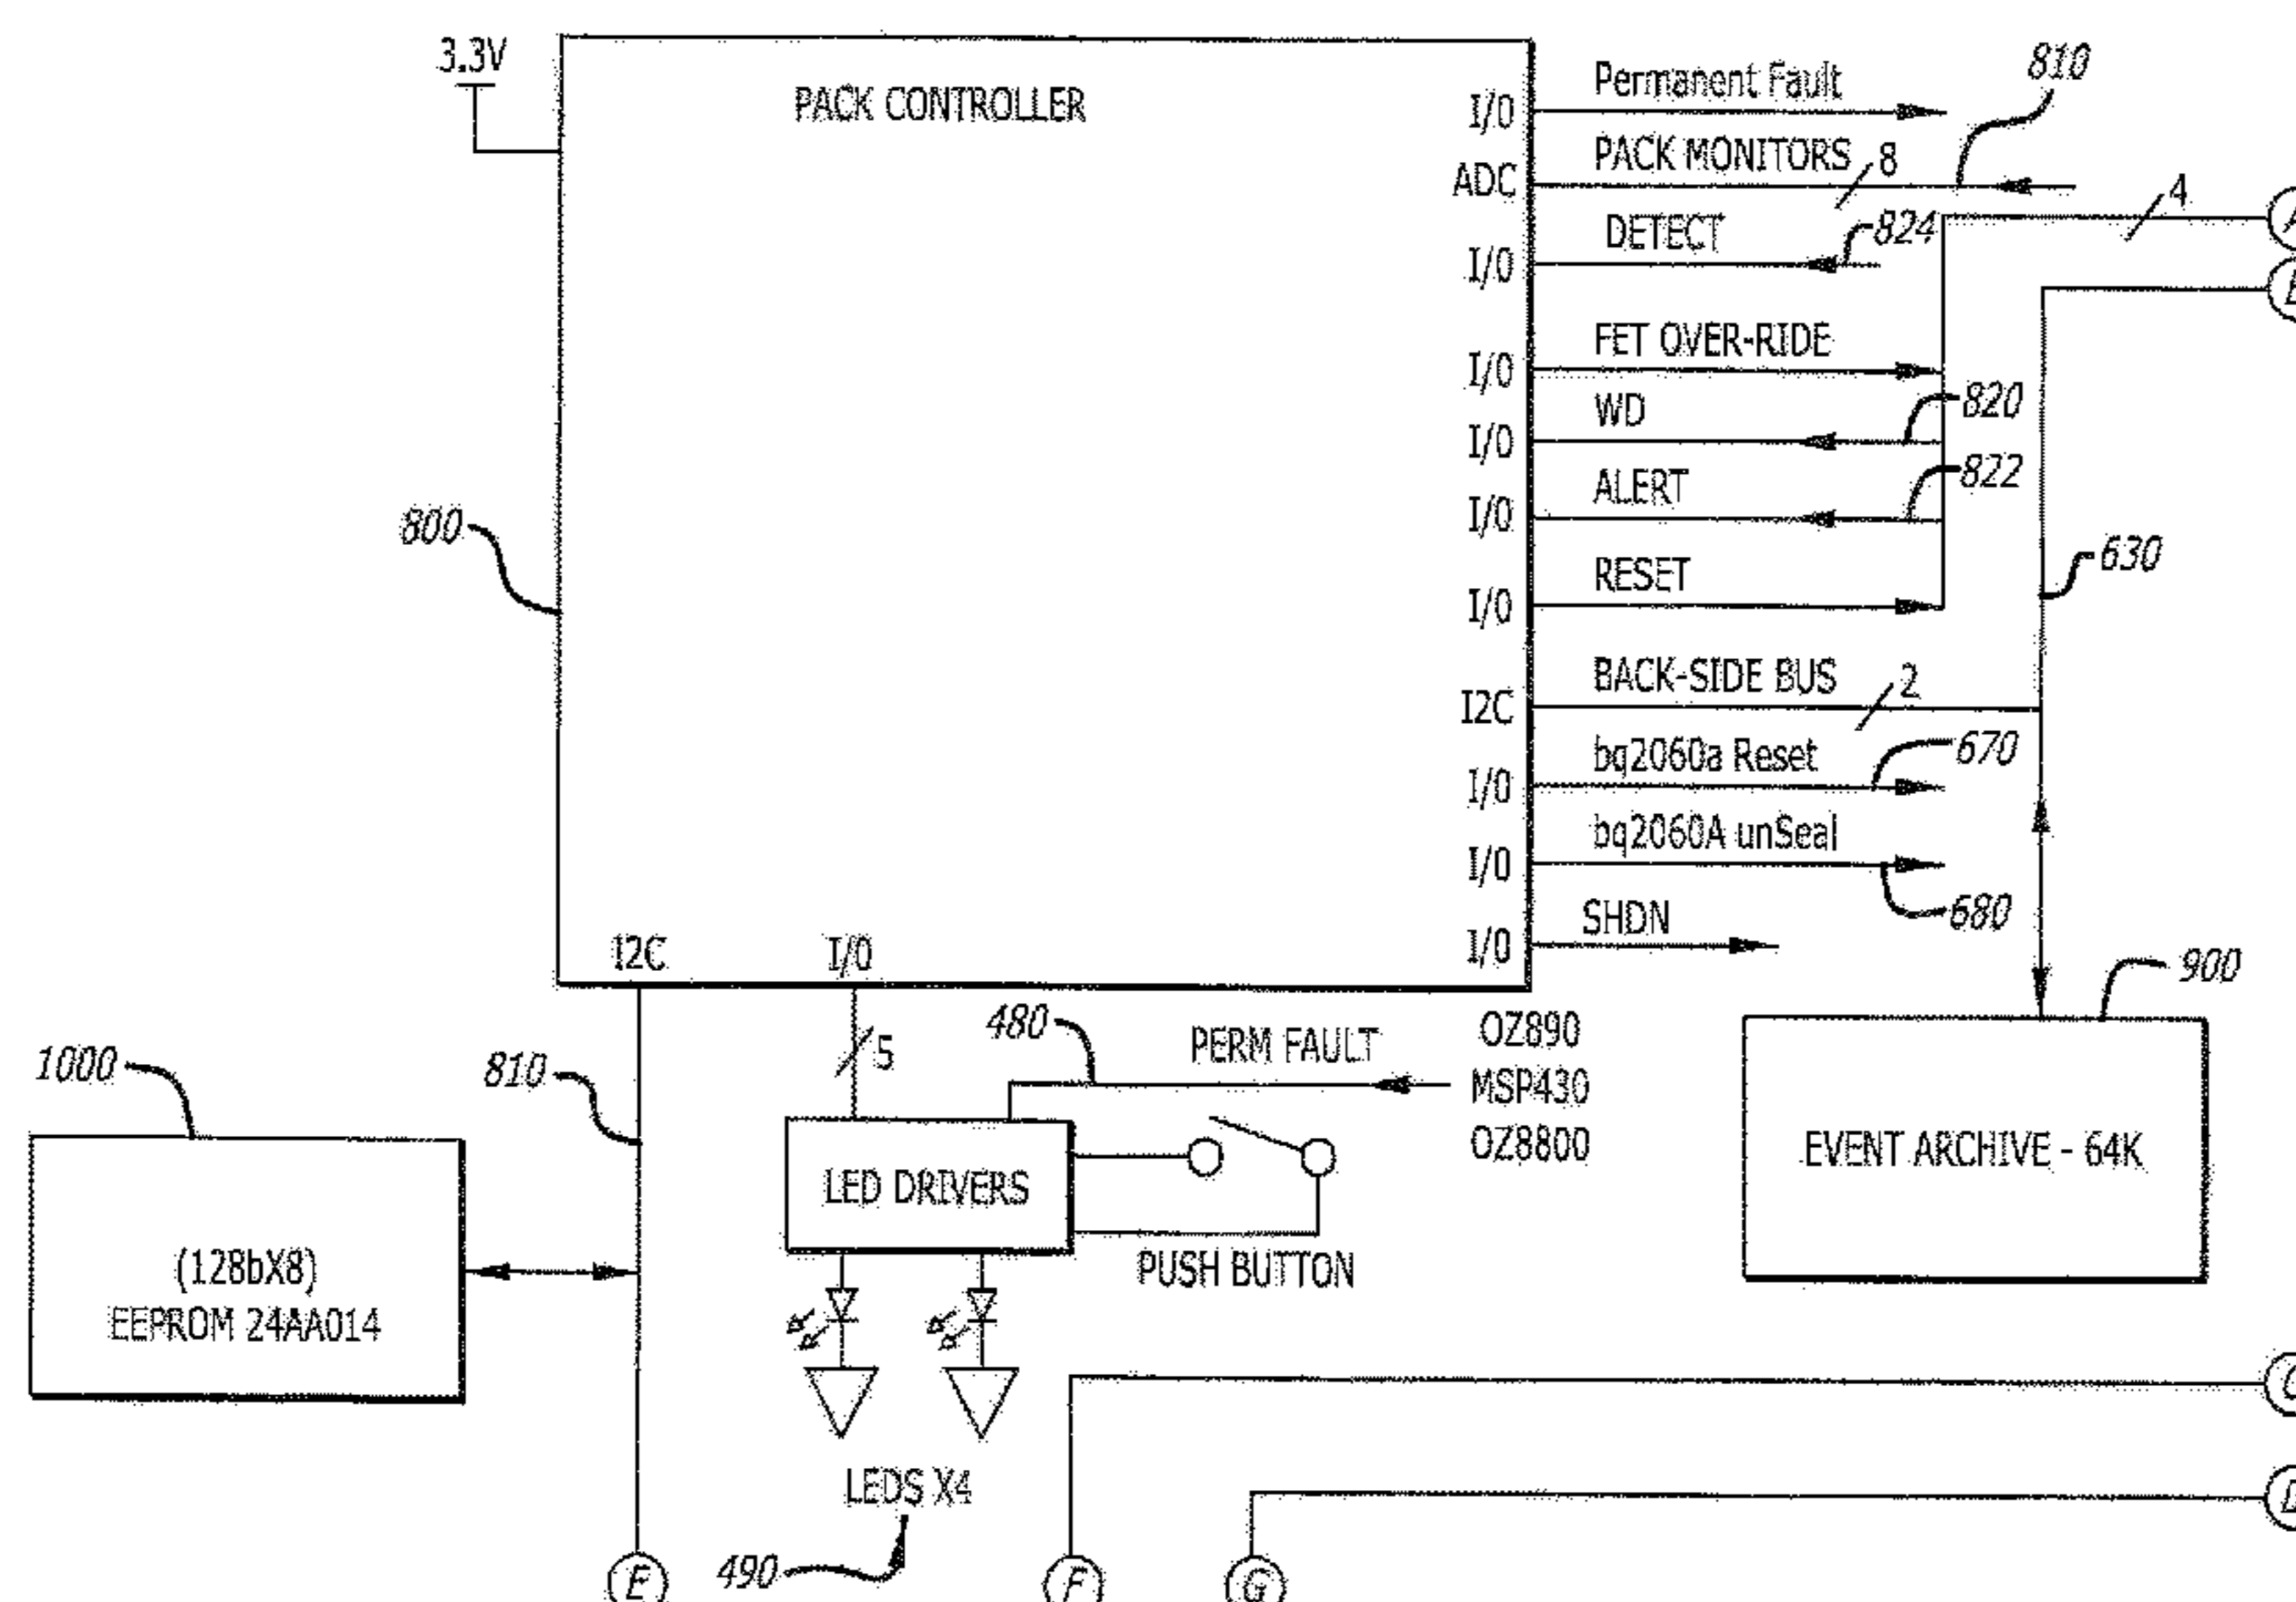 3.3V
PACK CONTROLLER
I/O
Permanent Fault
810
ADC
PACK MONITORS
8
4
A
I/O
DETECT
824
I/O
FET OVER-RIDE
I/O
WD
820
I/O
ALERT
822
800
630
I/O
RESET
I2C
BACK-SIDE BUS
2
I/O
bq2060a Reset
670
I/O
bq2060A unSeal
680
I/O
SHDN
I2C
I/O
900
1000
810
5
480
PERM FAULT
OZ890
MSP430
OZ8800
LED DRIVERS
PUSH BUTTON
EVENT ARCHIVE - 64K
(128bX8)
EEPROM 24AA014
LEDS X4
490
E
F
G